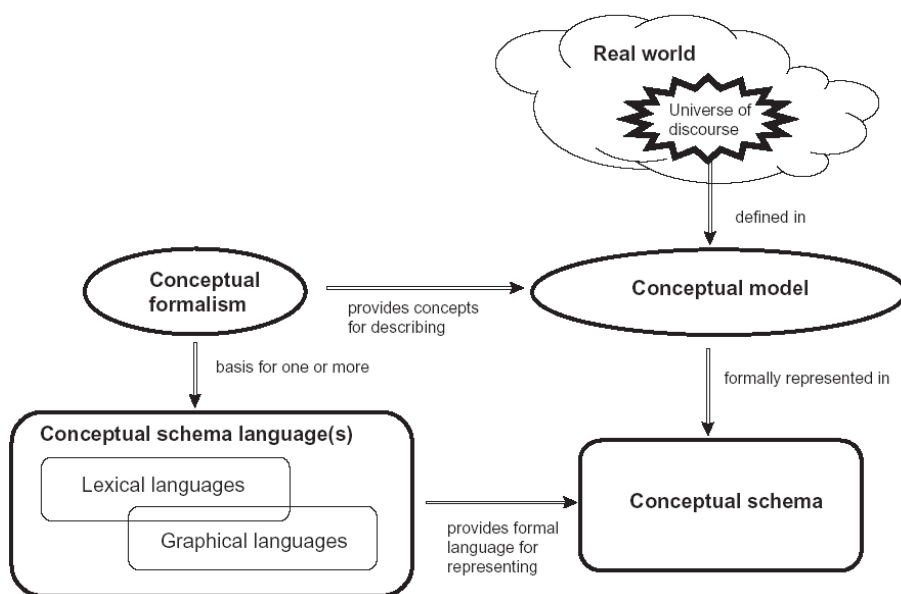 Real world
Universe of
discourse
defined in
Conceptual
formalism
provides concepts
for describing
Conceptual model
basis for one or more
formally represented in
Conceptual schema language(s)
Lexical languages
Graphical languages
provides formal
language for
representing
Conceptual schema